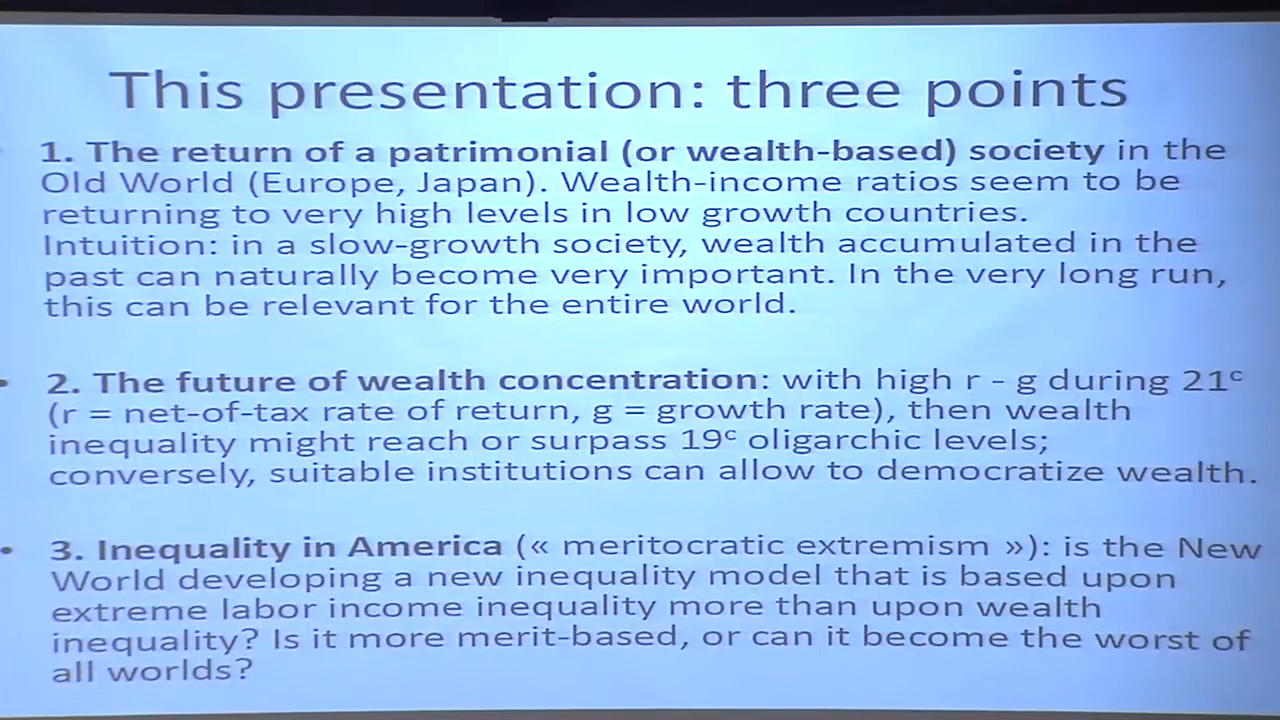 This presentation: three points
1. The return of a patrimonial (or wealth-based) society in the
Old World (Europe, Japan). Wealth-income ratios seem to be
returning to very high levels in low growth countries.
Intuition: in a slow-growth society, wealth accumulated in the
past can naturally become very important. In the very long run,
this can be relevant for the entire world.
• 2. The future of wealth concentration: with high r - g during 21ᶜ
(r = net-of-tax rate of return, g = growth rate), then wealth
inequality might reach or surpass 19ᶜ oligarchic levels;
conversely, suitable institutions can allow to democratize wealth.
• 3. Inequality in America (« meritocratic extremism »): is the New
World developing a new inequality model that is based upon
extreme labor income inequality more than upon wealth
inequality? Is it more merit-based, or can it become the worst of
all worlds?